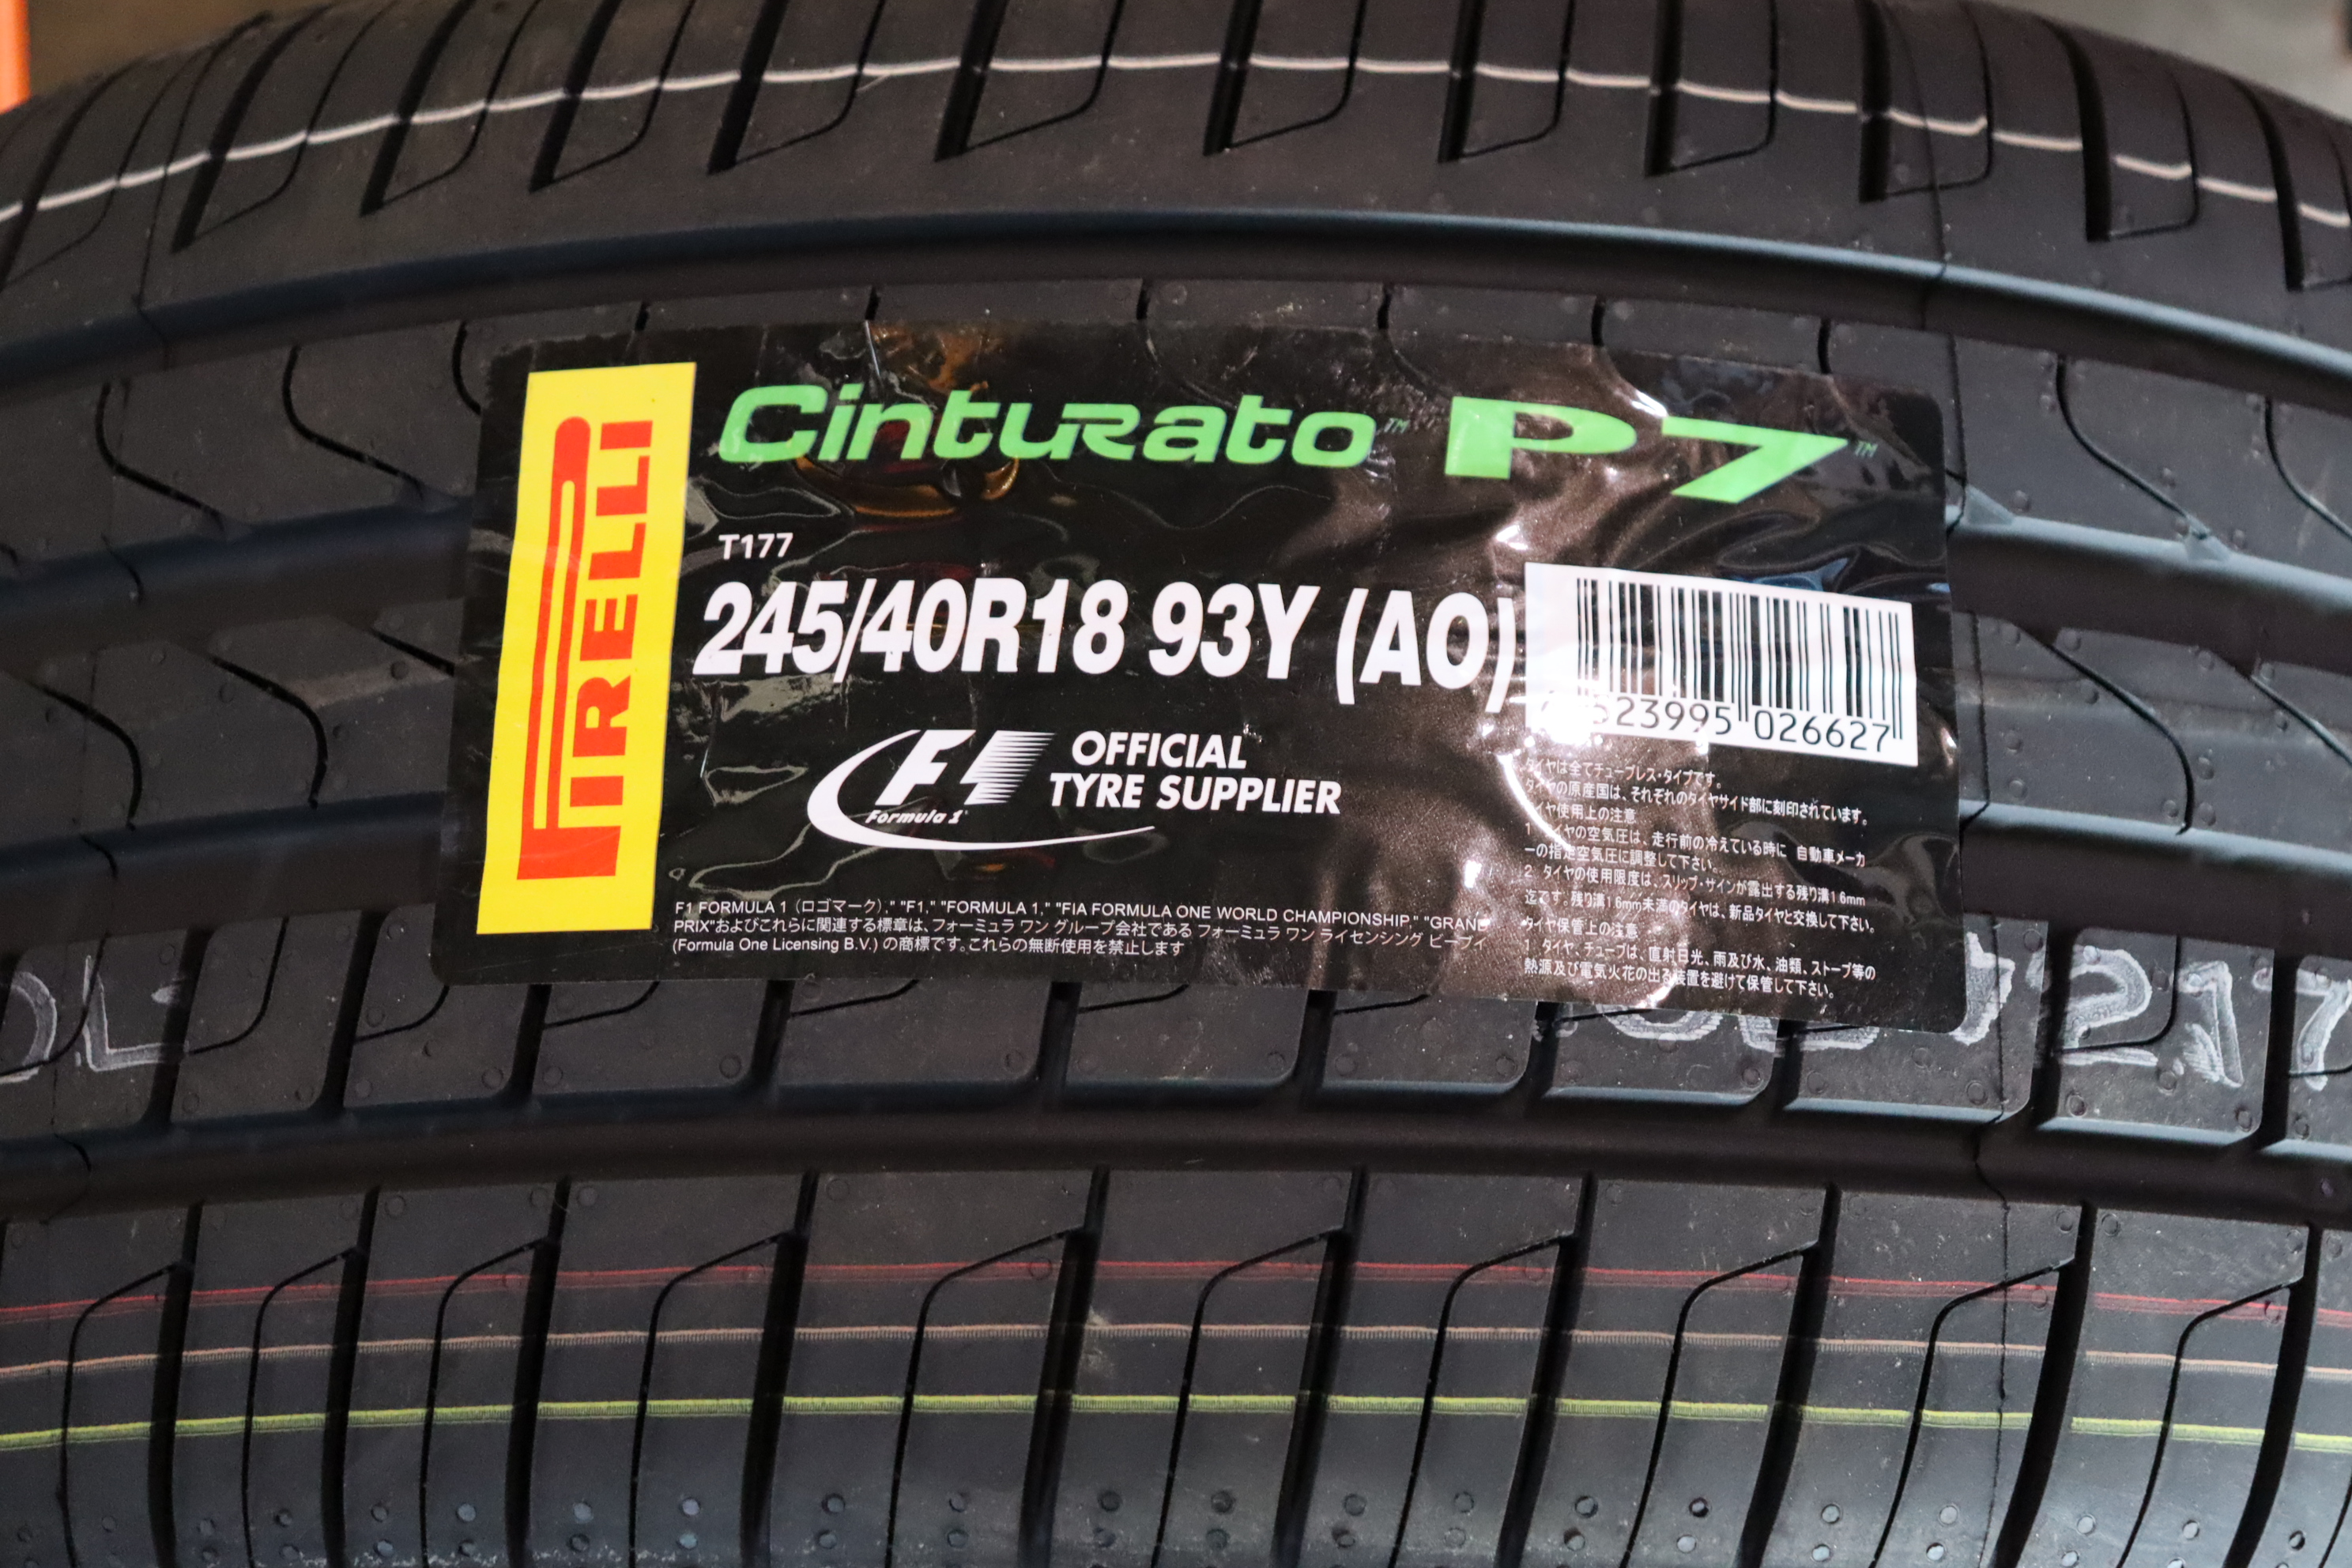 PIRELLI
Cinturato™ P7™
T177
245/40R18 93Y (AO)
523995 026627
F1
Formula 1
OFFICIAL
TYRE SUPPLIER
F1 FORMULA 1（ロゴマーク）," "F1," "FORMULA 1," "FIA FORMULA ONE WORLD CHAMPIONSHIP," "GRAND
PRIX"およびこれらに関連する標章は、フォーミュラ ワン グループ会社である フォーミュラ ワン ライセンシング ビーブイ
(Formula One Licensing B.V.) の商標です。これらの無断使用を禁止します
タイヤは全てチューブレス・タイプです。
タイヤの原産国は、それぞれのタイヤサイド部に刻印されています。
タイヤ使用上の注意
1 タイヤの空気圧は、走行前の冷えている時に 自動車メーカ
ーの指定空気圧に調整して下さい。
2 タイヤの使用限度は、スリップ・サインが露出する残り溝1 6mm
迄です。残り溝1 6mm未満のタイヤは、新品タイヤと交換して下さい。
タイヤ保管上の注意
1 タイヤ、チューブは、直射日光、雨及び水、油類、ストーブ等の
熱源及び電気火花の出る装置を避けて保管して下さい。